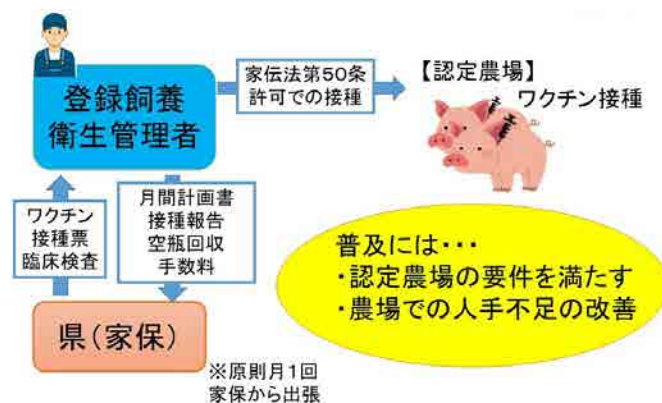 登録飼養
衛生管理者
家伝法第50条
許可での接種
【認定農場】
ワクチン接種
ワクチン
接種票
臨床検査
月間計画書
接種報告
空瓶回収
手数料
普及には・・・
・認定農場の要件を満たす
・農場での人手不足の改善
県(家保)
※原則月1回
家保から出張